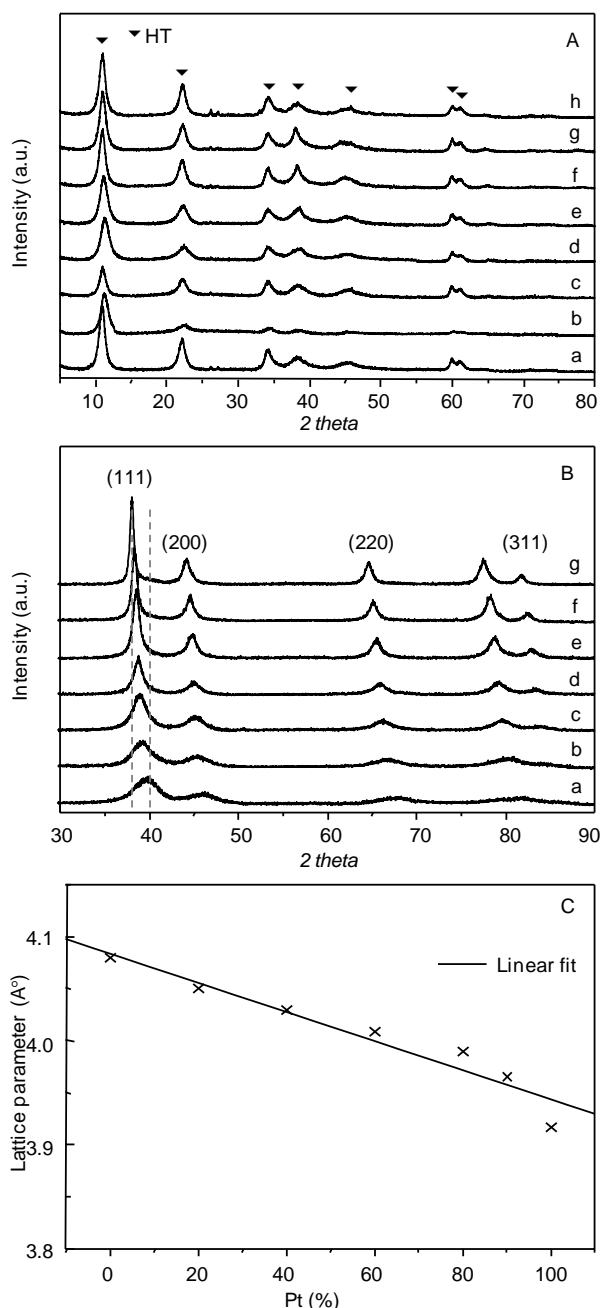 A
HT
h
g
f
e
d
c
b
a
Intensity (a.u.)
10 20 30 40 50 60 70 80
2 theta
B
(111)
(200) (220) (311)
g
f
e
d
c
b
a
Intensity (a.u.)
30 40 50 60 70 80 90
2 theta
C
4.1
Linear fit
4.0
3.9
3.8
Lattice parameter (A°)
0 20 40 60 80 100
Pt (%)